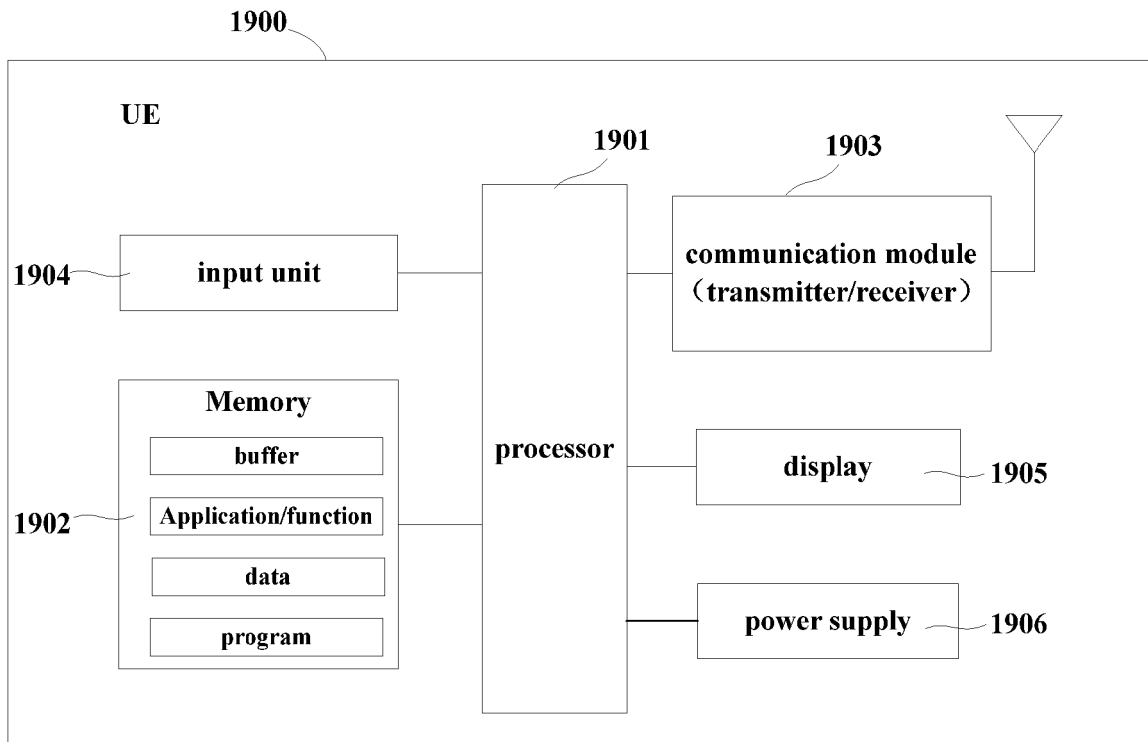 1900
UE
1901
1903
communication module
（transmitter/receiver）
1904
input unit
Memory
buffer
processor
display
1905
1902
Application/function
data
program
power supply
1906